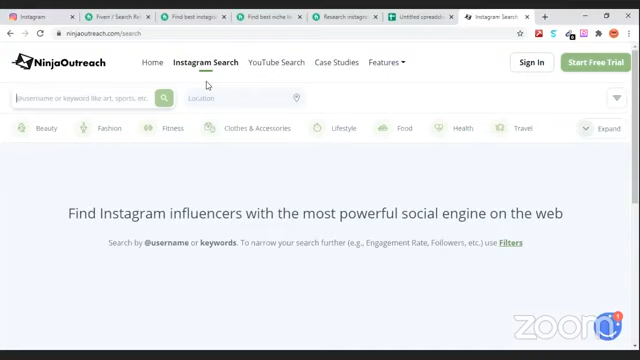 Instagram
Fiverr / Search Re
Find best instagra
Find best niche in
Research instagra
Untitled spreadshe
Instagram Search
ninjaoutreach.com/search
NinjaOutreach
Home
Instagram Search
YouTube Search
Case Studies
Features
Sign In
Start Free Trial
@username or keyword like art, sports, etc.
Location
Beauty
Fashion
Fitness
Clothes & Accessories
Lifestyle
Food
Health
Travel
Expand
Find Instagram influencers with the most powerful social engine on the web
Search by @username or keywords. To narrow your search further (e.g., Engagement Rate, Followers, etc.) use Filters
zoom
1